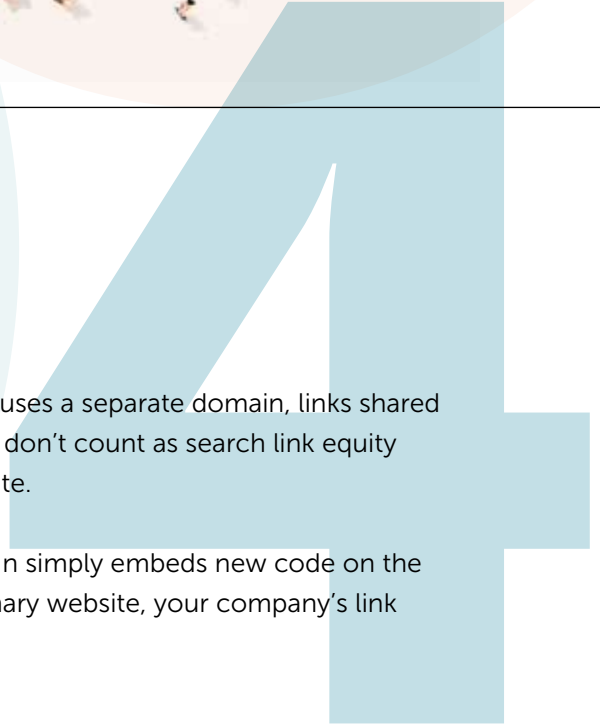 4
uses a separate domain, links shared
don’t count as search link equity
te.
n simply embeds new code on the
ary website, your company’s link